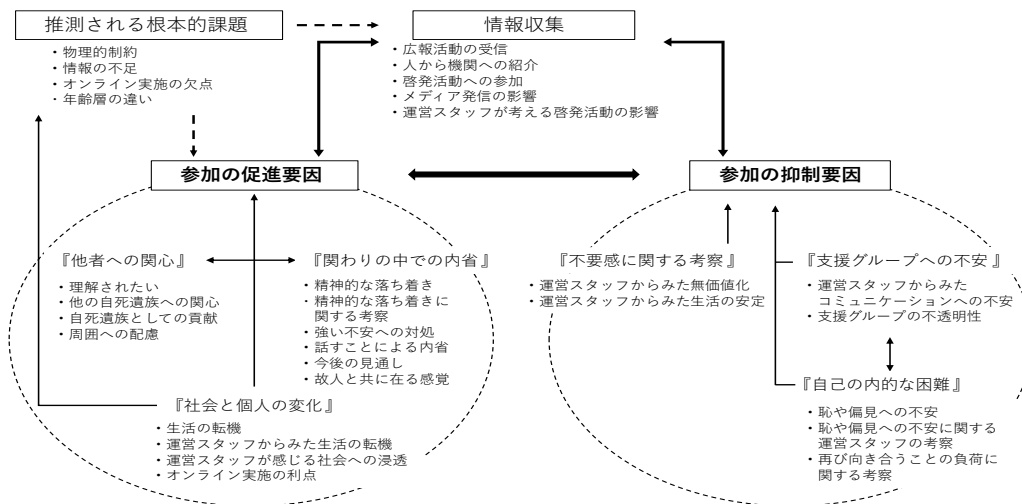 推測される根本的課題
・物理的制約
・情報の不足
・オンライン実施の欠点
・年齢層の違い
情報収集
・広報活動の受信
・人から機関への紹介
・啓発活動への参加
・メディア発信の影響
・運営スタッフが考える啓発活動の影響
参加の促進要因
『他者への関心』
・理解されたい
・他の自死遺族への関心
・自死遺族としての貢献
・周囲への配慮
『関わりの中での内省』
・精神的な落ち着き
・精神的な落ち着きに
関する考察
・強い不安への対処
・話すことによる内省
・今後の見通し
・故人と共に在る感覚
『社会と個人の変化』
・生活の転機
・運営スタッフからみた生活の転機
・運営スタッフが感じる社会への浸透
・オンライン実施の利点
参加の抑制要因
『不要感に関する考察』
・運営スタッフからみた無価値化
・運営スタッフからみた生活の安定
『支援グループへの不安』
・運営スタッフからみた
コミュニケーションへの不安
・支援グループの不透明性
『自己の内的な困難』
・恥や偏見への不安
・恥や偏見への不安に関する
運営スタッフの考察
・再び向き合うことの負荷に
関する考察